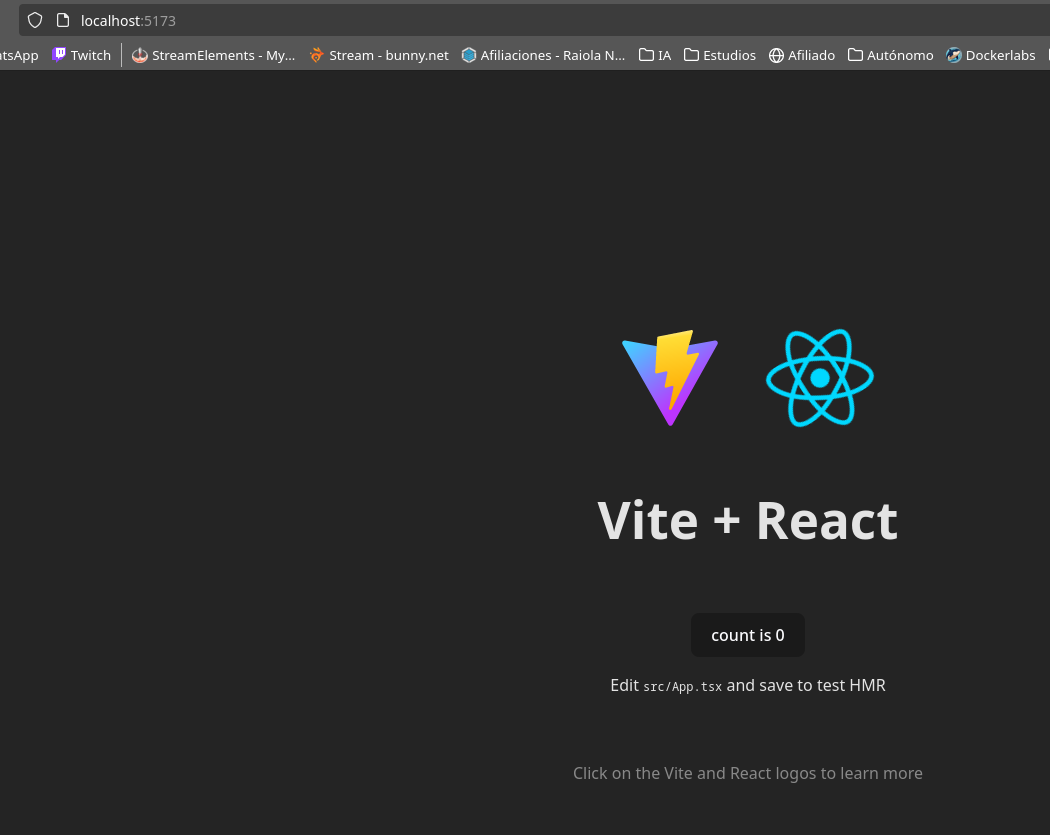 localhost:5173
atsApp Twitch StreamElements - My... Stream - bunny.net Afiliaciones - Raiola N... IA Estudios Afiliado Autónomo Dockerlabs
Vite + React
count is 0
Edit src/App.tsx and save to test HMR
Click on the Vite and React logos to learn more